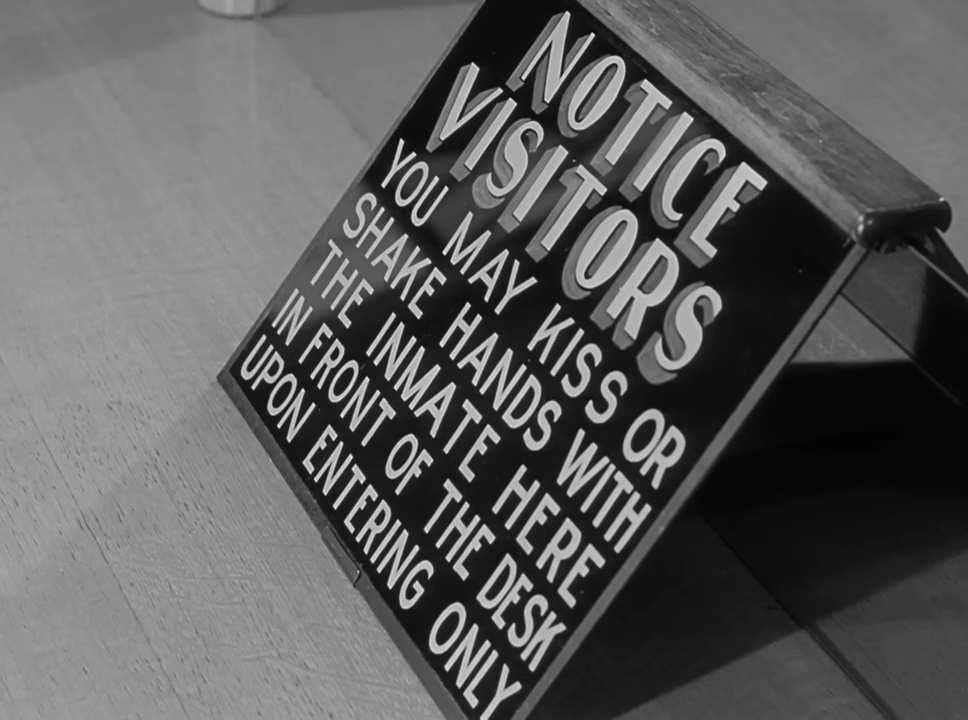 NOTICE
VISITORS
YOU MAY KISS OR
SHAKE HANDS WITH
THE INMATE HERE
IN FRONT OF THE DESK
UPON ENTERING ONLY